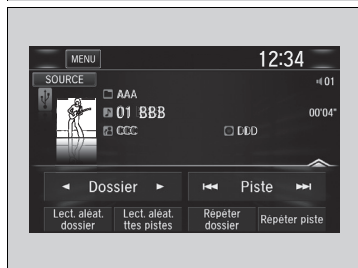 MENU 12:34
SOURCE 01
AAA
01 BBB 00'04"
CCC DDD
Dossier Piste
Lect. aléat. dossier Lect. aléat. ttes pistes Répéter dossier Répéter piste